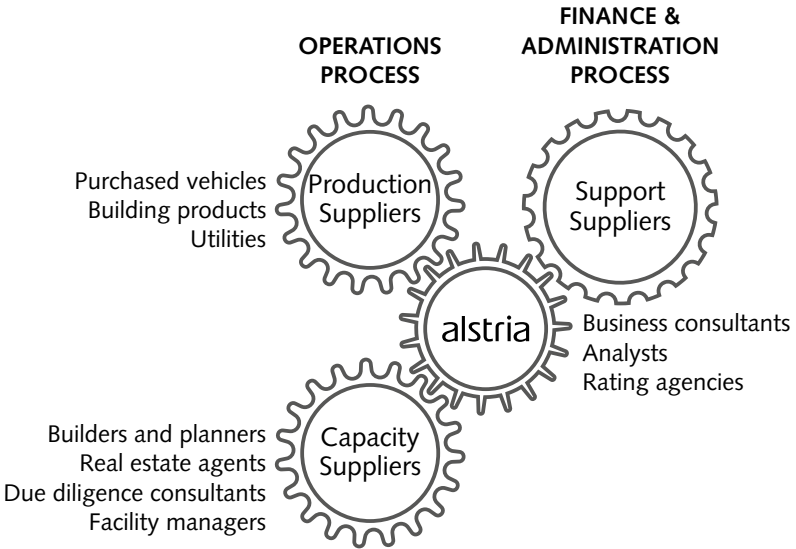 OPERATIONS
PROCESS
FINANCE &
ADMINISTRATION
PROCESS
Purchased vehicles
Building products
Utilities
Production
Suppliers
Support
Suppliers
alstria
Business consultants
Analysts
Rating agencies
Builders and planners
Real estate agents
Due diligence consultants
Facility managers
Capacity
Suppliers